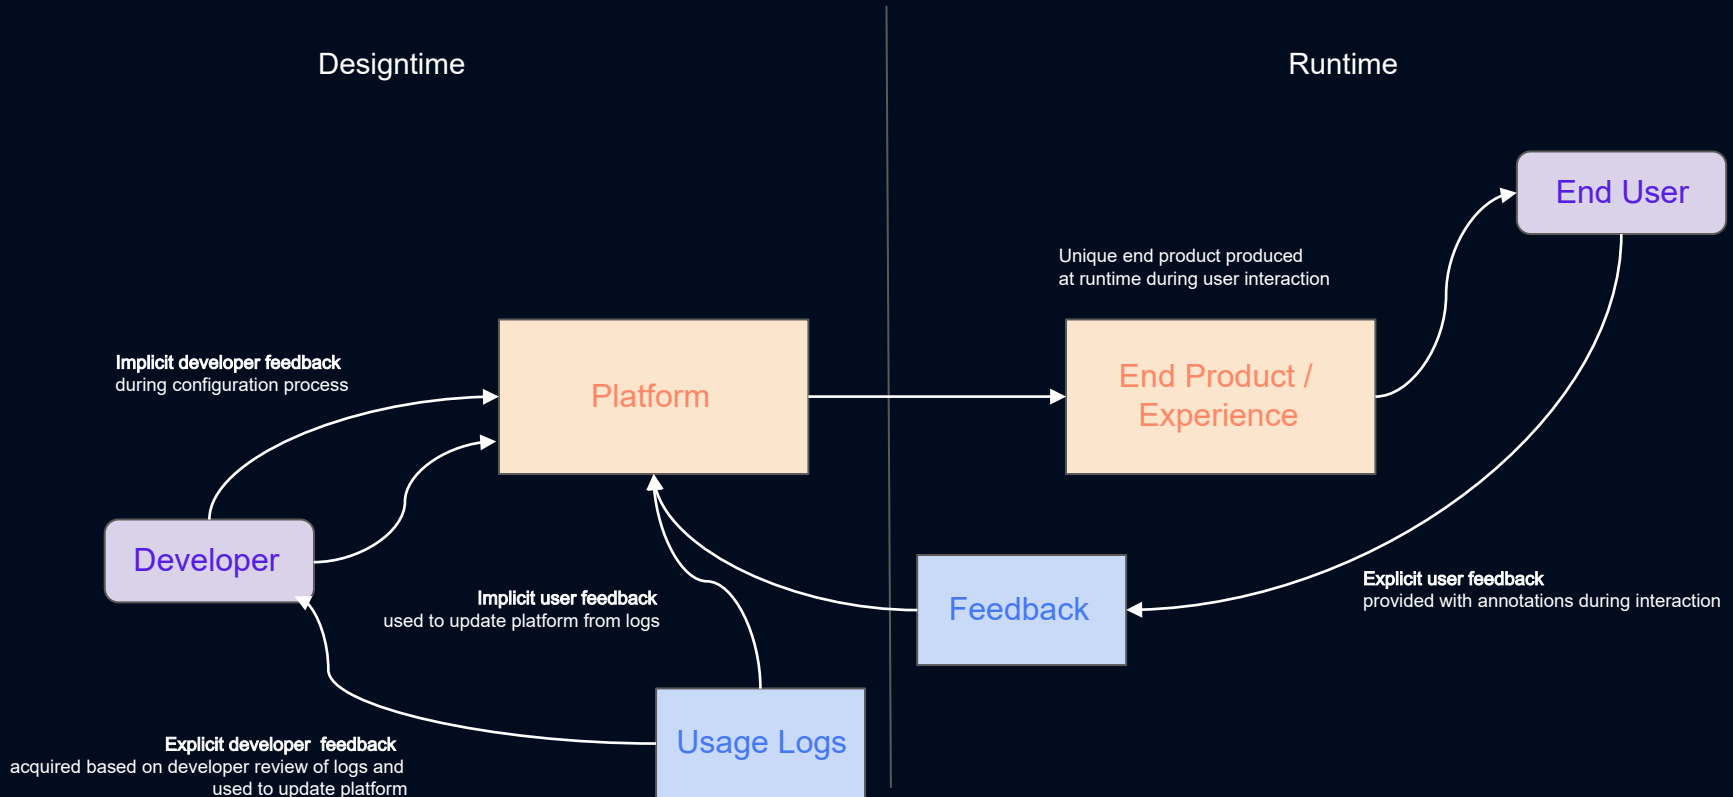 Designtime
Runtime
End User
Unique end product produced
at runtime during user interaction
Implicit developer feedback
during configuration process
Platform
End Product /
Experience
Developer
Implicit user feedback
used to update platform from logs
Feedback
Explicit user feedback
provided with annotations during interaction
Usage Logs
Explicit developer  feedback
acquired based on developer review of logs and
used to update platform